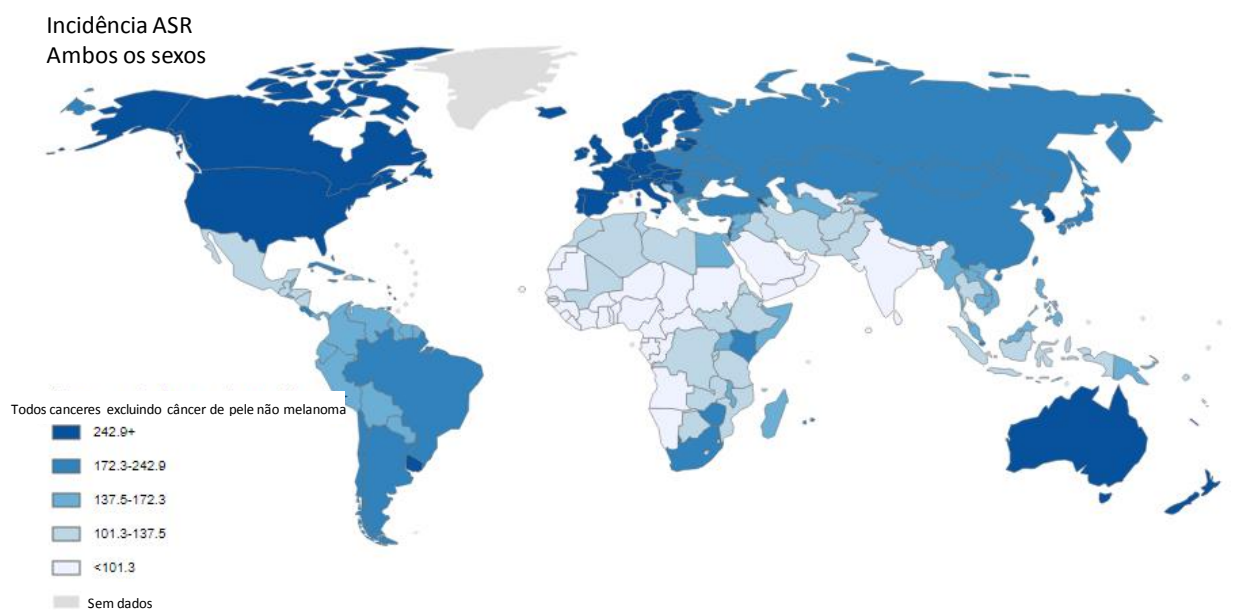 Incidência ASR
Ambos os sexos
Todos canceres excluindo câncer de pele não melanoma
242.9+
172.3-242.9
137.5-172.3
101.3-137.5
<101.3
Sem dados